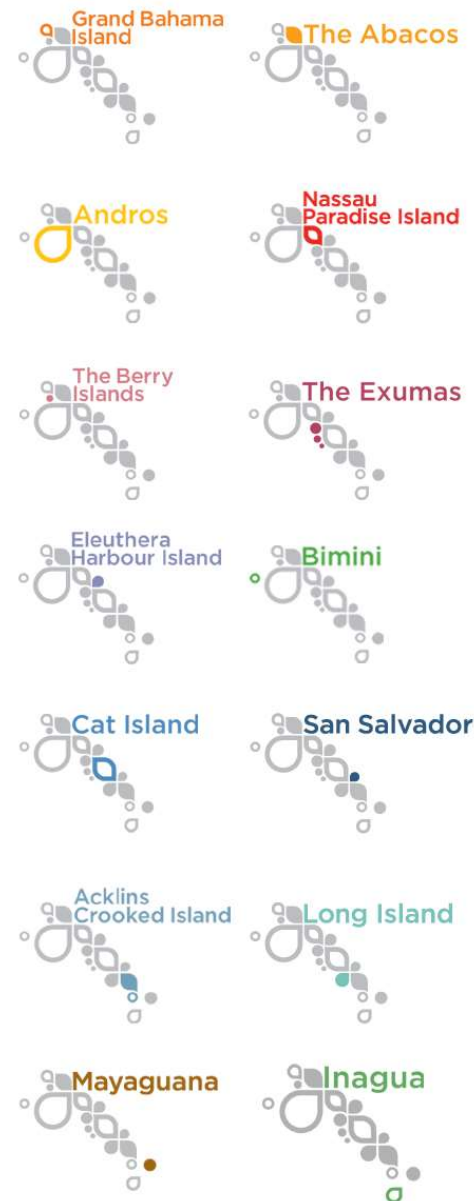 Grand Bahama
Island
The Abacos
Andros
Nassau
Paradise Island
The Berry
Islands
The Exumas
Eleuthera
Harbour Island
Bimini
Cat Island
San Salvador
Acklins
Crooked Island
Long Island
Mayaguana
Inagua